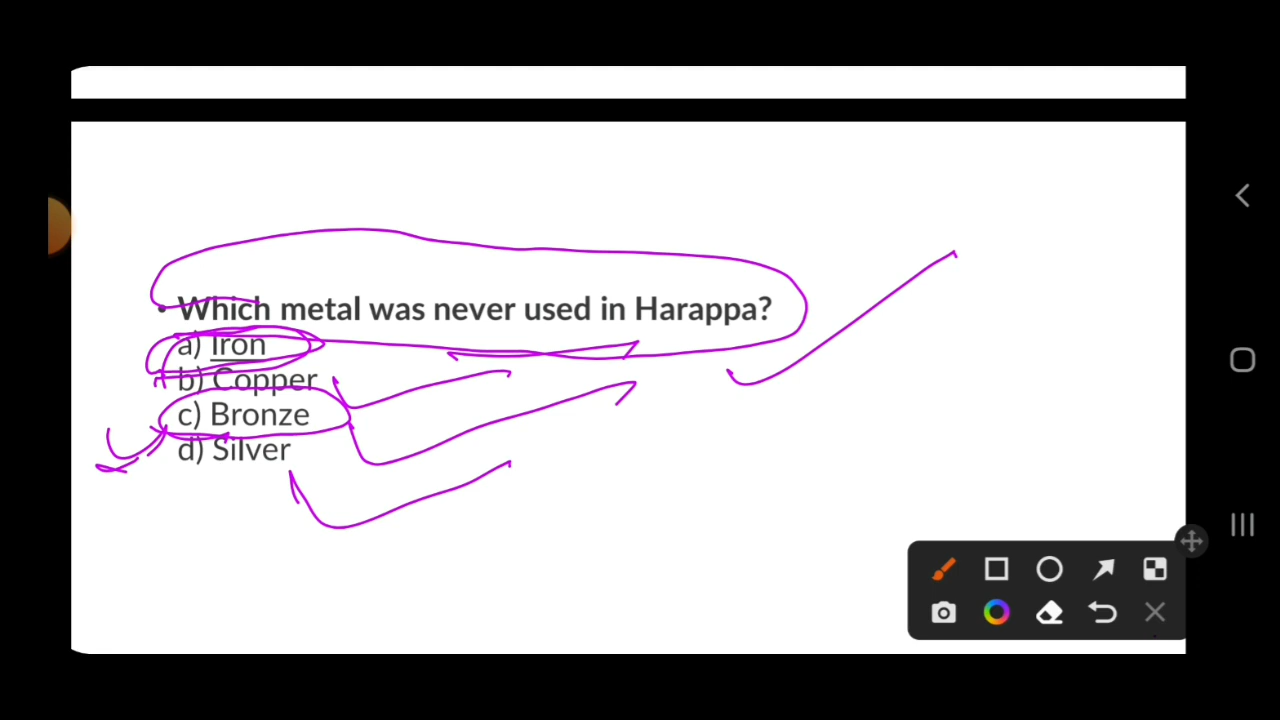 • Which metal was never used in Harappa?
a) Iron
b) Copper
c) Bronze
d) Silver